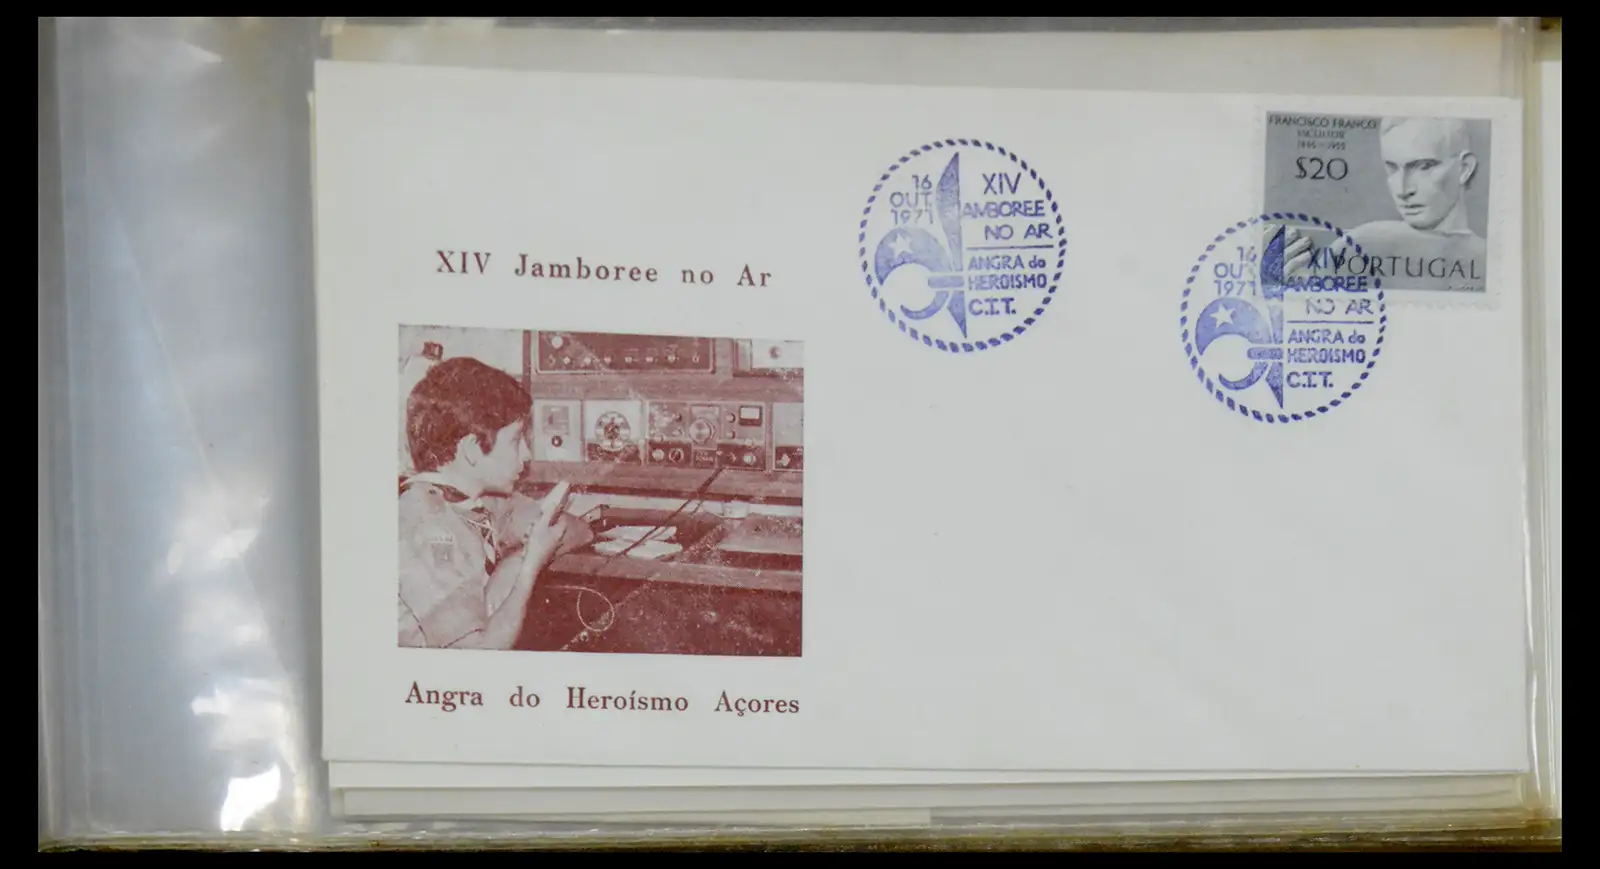 XIV Jamboree no Ar
Angra do Heroísmo Açores
16
OUT.
1971
XIV
JAMBOREE
NO AR
ANGRA do
HEROISMO
C.I.T.
FRANCISCO FRANCO
ESCULTOR
$20
PORTUGAL
16
OUT.
1971
XIV
JAMBOREE
NO AR
ANGRA do
HEROISMO
C.I.T.